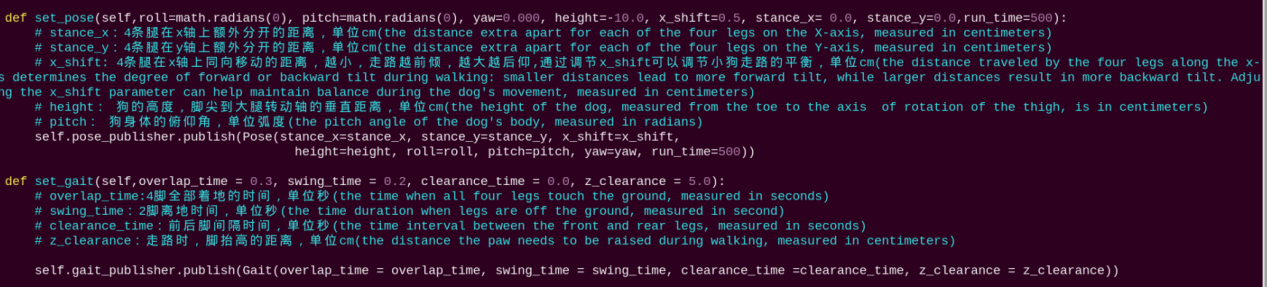 def set_pose(self,roll=math.radians(0), pitch=math.radians(0), yaw=0.000, height=-10.0, x_shift=0.5, stance_x= 0.0, stance_y=0.0,run_time=500):
# stance_x：4条腿在x轴上额外分开的距离，单位cm(the distance extra apart for each of the four legs on the X-axis, measured in centimeters)
# stance_y：4条腿在y轴上额外分开的距离，单位cm(the distance extra apart for each of the four legs on the Y-axis, measured in centimeters)
# x_shift: 4条腿在x轴上同向移动的距离，越小，走路越前倾，越大越后仰,通过调节x_shift可以调节小狗走路的平衡，单位cm(the distance traveled by the four legs along the x-
s determines the degree of forward or backward tilt during walking: smaller distances lead to more forward tilt, while larger distances result in more backward tilt. Adju
ng the x_shift parameter can help maintain balance during the dog's movement, measured in centimeters)
# height： 狗的高度，脚尖到大腿转动轴的垂直距离，单位cm(the height of the dog, measured from the toe to the axis  of rotation of the thigh, is in centimeters)
# pitch： 狗身体的俯仰角，单位弧度(the pitch angle of the dog's body, measured in radians)
self.pose_publisher.publish(Pose(stance_x=stance_x, stance_y=stance_y, x_shift=x_shift,
height=height, roll=roll, pitch=pitch, yaw=yaw, run_time=500))
def set_gait(self,overlap_time = 0.3, swing_time = 0.2, clearance_time = 0.0, z_clearance = 5.0):
# overlap_time:4脚全部着地的时间，单位秒(the time when all four legs touch the ground, measured in seconds)
# swing_time：2脚离地时间，单位秒(the time duration when legs are off the ground, measured in second)
# clearance_time：前后脚间隔时间，单位秒(the time interval between the front and rear legs, measured in seconds)
# z_clearance：走路时，脚抬高的距离，单位cm(the distance the paw needs to be raised during walking, measured in centimeters)
self.gait_publisher.publish(Gait(overlap_time = overlap_time, swing_time = swing_time, clearance_time =clearance_time, z_clearance = z_clearance))